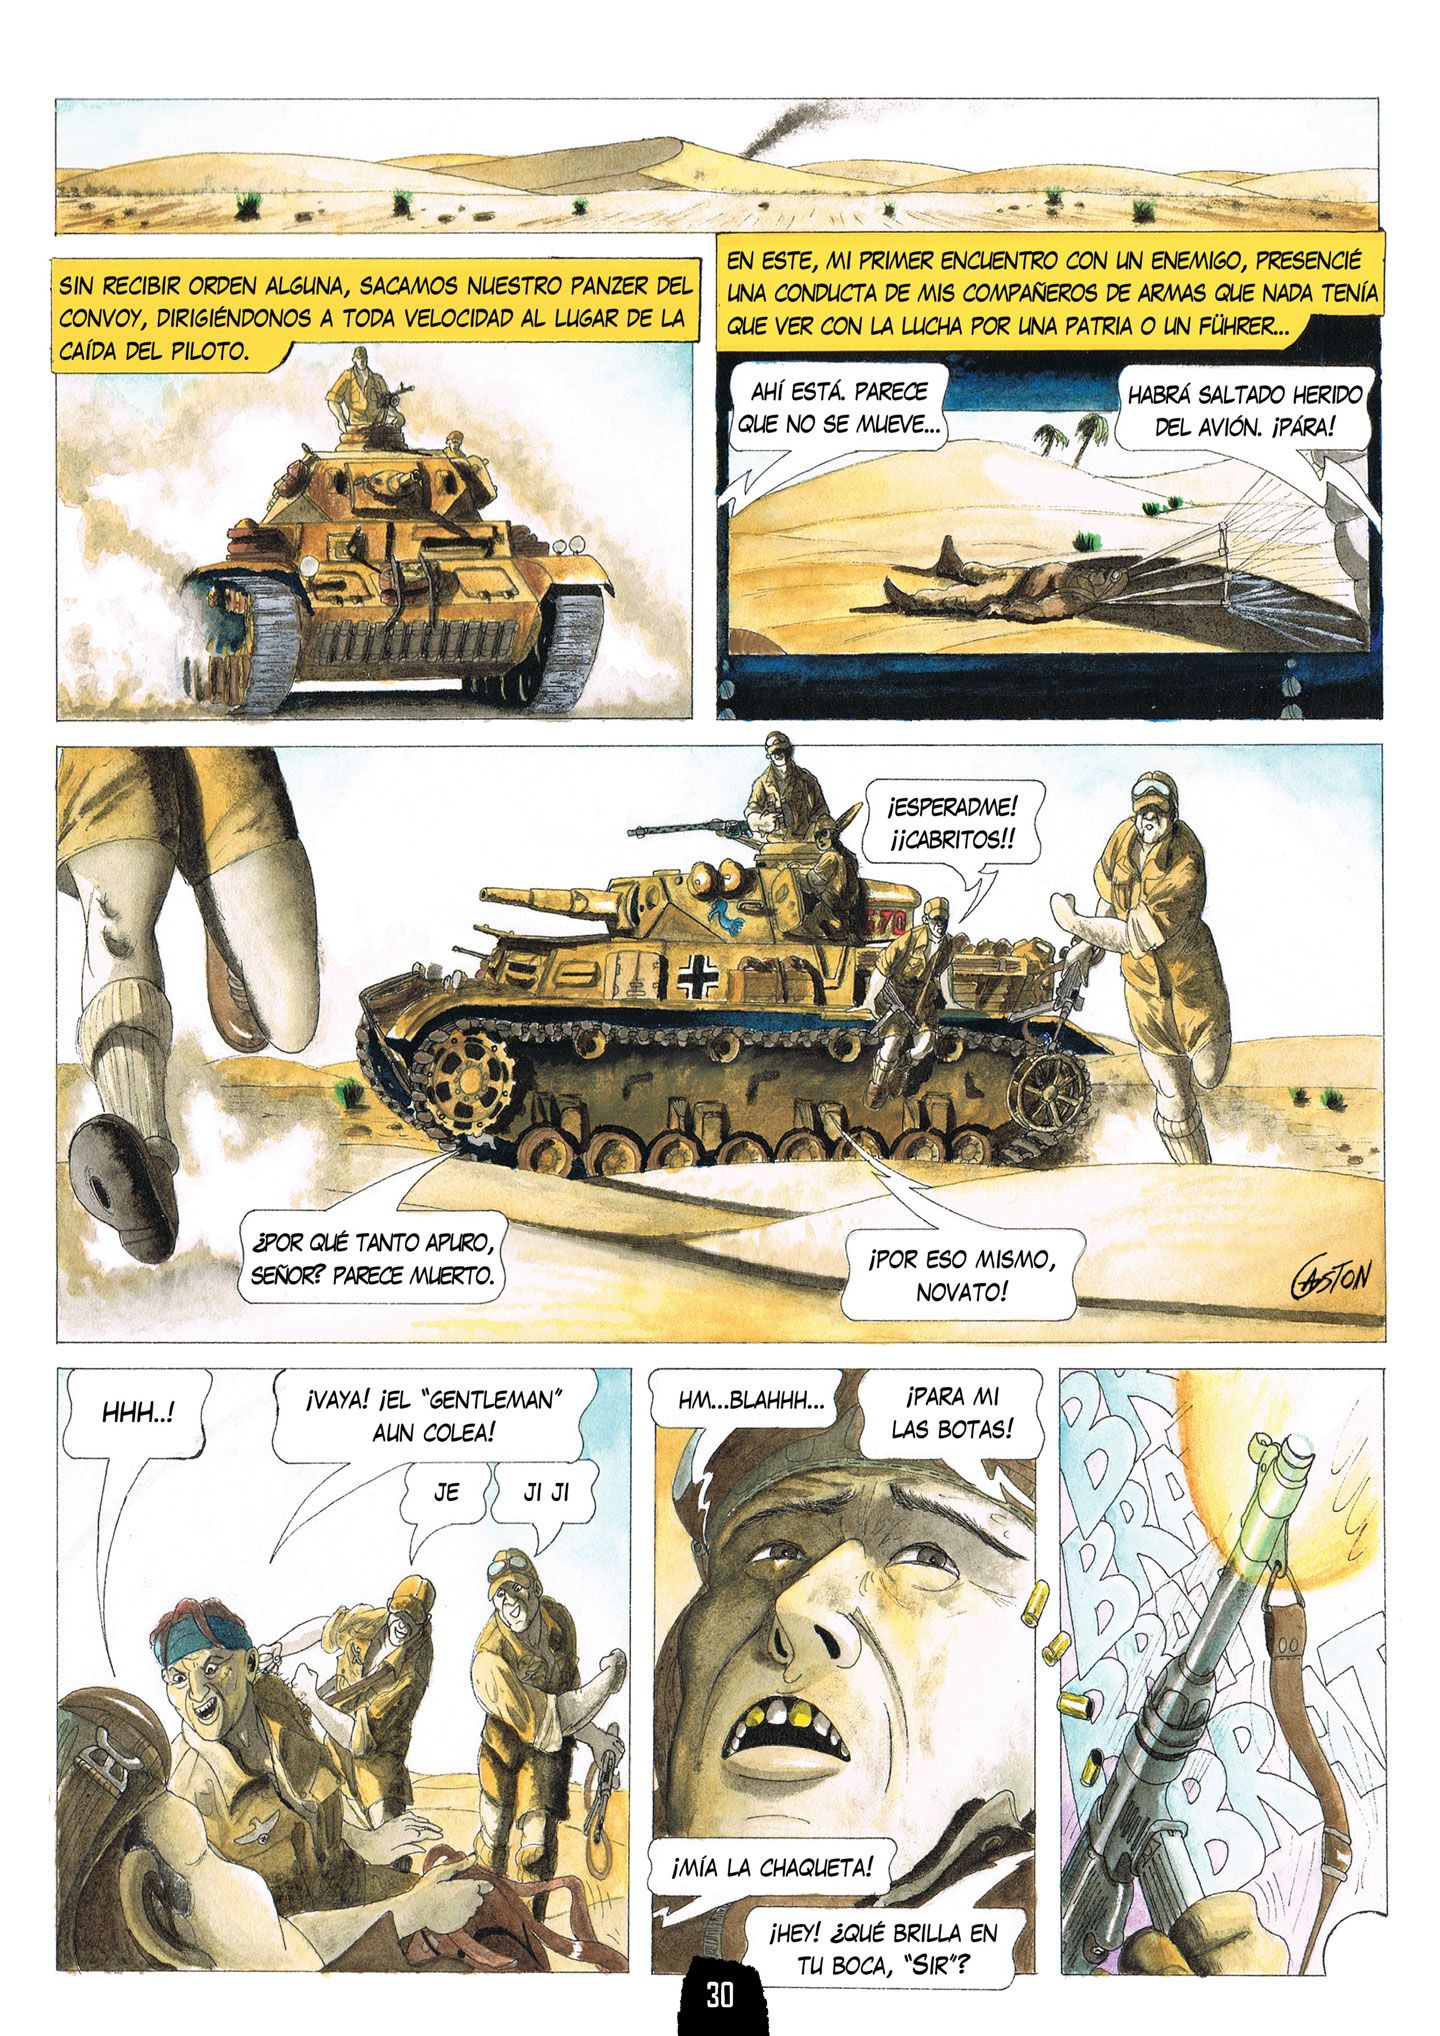 SIN RECIBIR ORDEN ALGUNA, SACAMOS NUESTRO PANZER DEL
CONVOY, DIRIGIÉNDONOS A TODA VELOCIDAD AL LUGAR DE LA
CAÍDA DEL PILOTO.
EN ESTE, MI PRIMER ENCUENTRO CON UN ENEMIGO, PRESENCIÉ
UNA CONDUCTA DE MIS COMPAÑEROS DE ARMAS QUE NADA TENÍA
QUE VER CON LA LUCHA POR UNA PATRIA O UN FÜHRER...
AHÍ ESTÁ. PARECE
QUE NO SE MUEVE...
HABRÁ SALTADO HERIDO
DEL AVIÓN. ¡PÁRA!
¡ESPERADME!
¡¡CABRITOS!!
570
¿POR QUÉ TANTO APURO,
SEÑOR? PARECE MUERTO.
¡POR ESO MISMO,
NOVATO!
GASTON
HHH..!
¡VAYA! ¡EL “GENTLEMAN”
AUN COLEA!
JE
JI JI
HM...BLAHHH...
¡PARA MI
LAS BOTAS!
¡MÍA LA CHAQUETA!
¡HEY! ¿QUÉ BRILLA EN
TU BOCA, “SIR”?
30